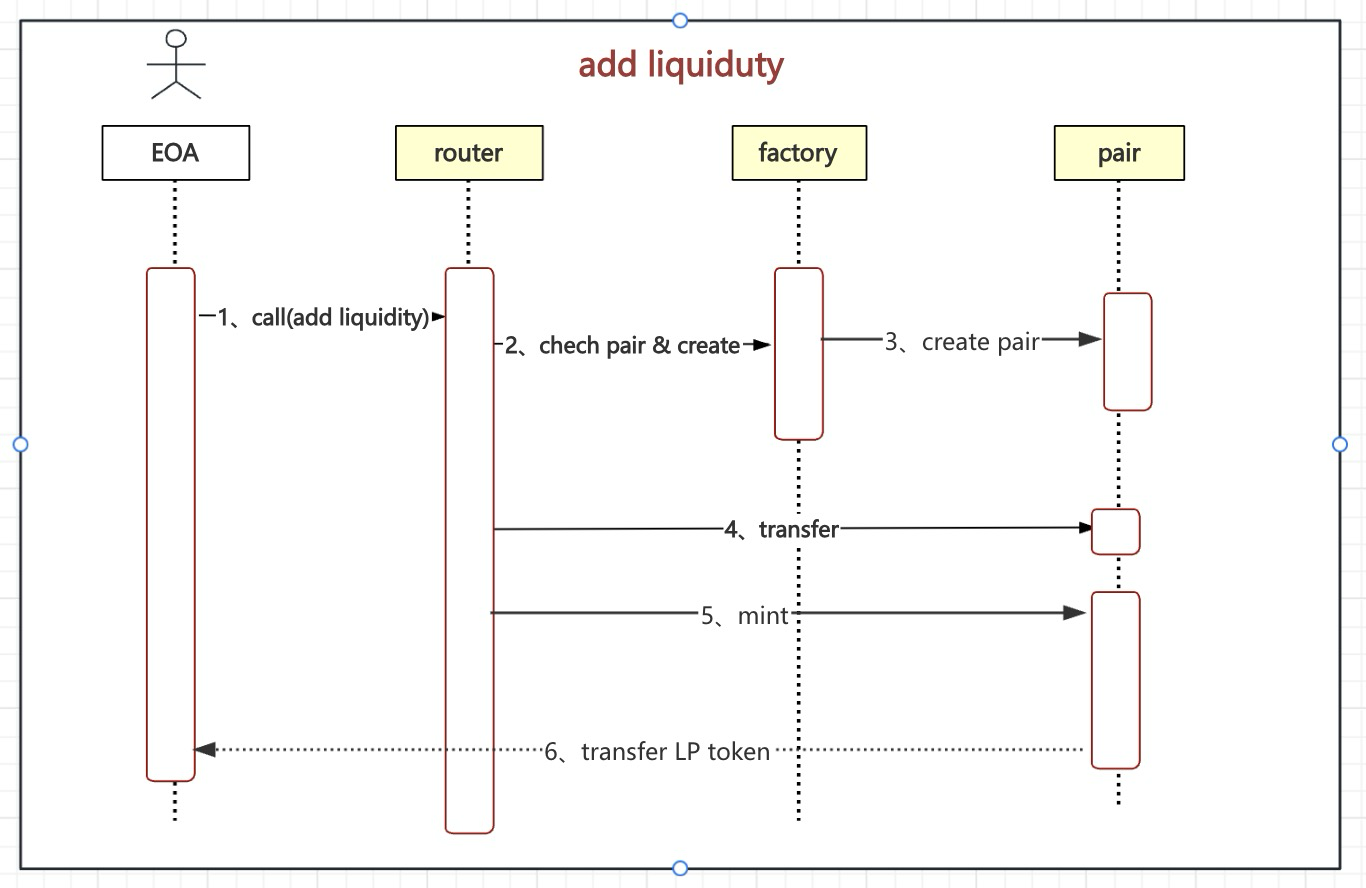 add liquiduty
EOA
router
factory
pair
1、call(add liquidity)
2、chech pair & create
3、create pair
4、transfer
5、mint
6、transfer LP token